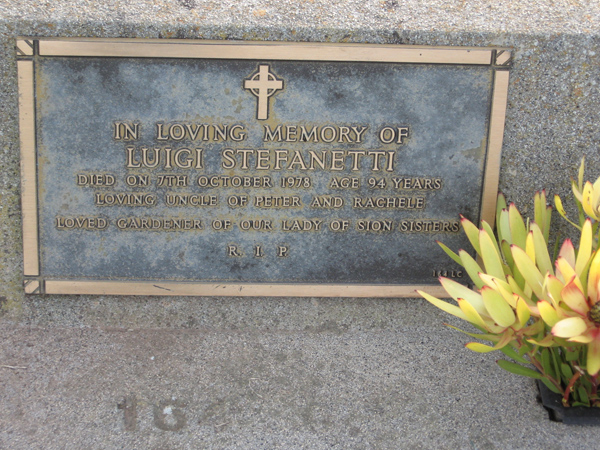 IN LOVING MEMORY OF
LUIGI STEFANETTI
DIED ON 7TH OCTOBER 1978 AGE 94 YEARS
LOVING UNCLE OF PETER AND RACHELE
LOVED GARDENER OF OUR LADY OF SION SISTERS
R. I. P.
164 L.C.